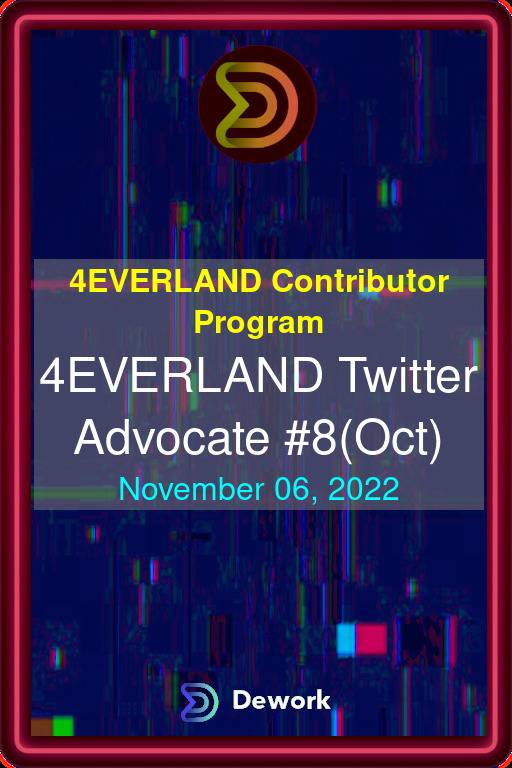 4EVERLAND Contributor
Program
4EVERLAND Twitter
Advocate #8(Oct)
November 06, 2022
Dework